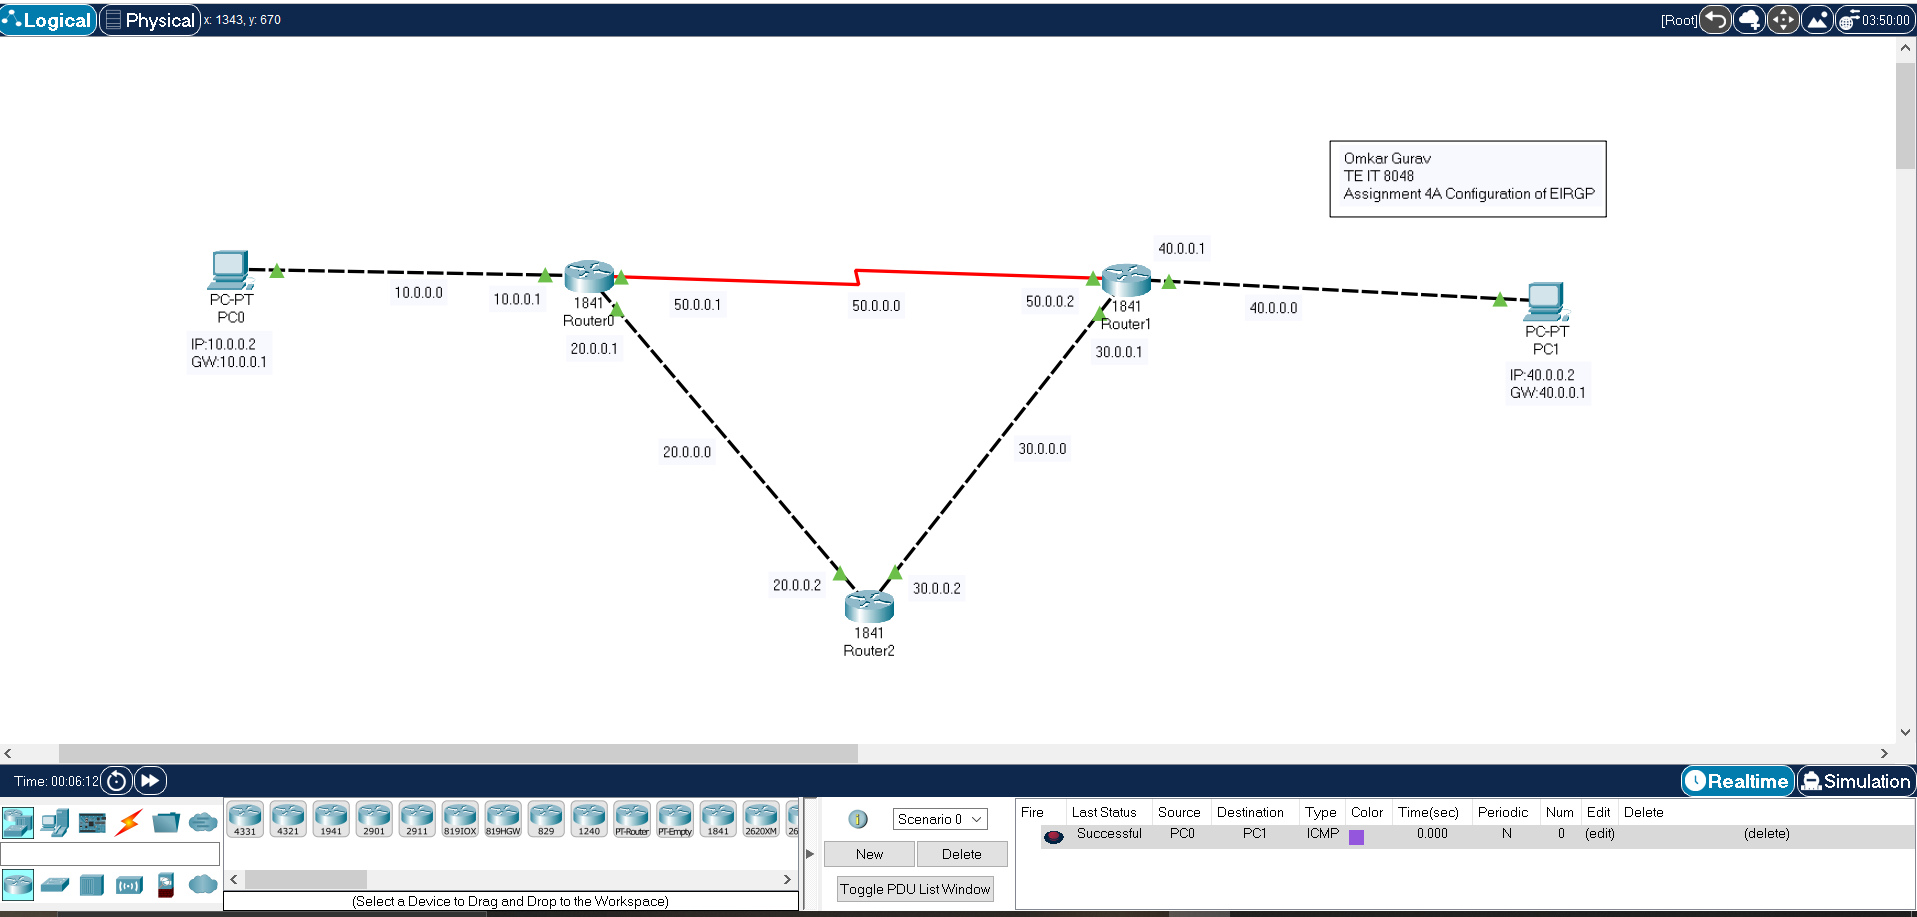 Logical Physical x: 1343, y: 670 [Root] 03:50:00
Omkar Gurav
TE IT 8048
Assignment 4A Configuration of EIRGP
40.0.0.1
10.0.0.0
10.0.0.1
50.0.0.1
50.0.0.0
50.0.0.2
40.0.0.0
PC-PT
PC0
IP:10.0.0.2
GW:10.0.0.1
1841
Router0
20.0.0.1
1841
Router1
30.0.0.1
PC-PT
PC1
IP:40.0.0.2
GW:40.0.0.1
20.0.0.0
30.0.0.0
20.0.0.2
30.0.0.2
1841
Router2
Time: 00:06:12
Realtime Simulation
4331 4321 1941 2901 2911 819IOX 819HGW 829 1240 PT-Router PT-Empty 1841 2620XM
(Select a Device to Drag and Drop to the Workspace)
Scenario 0
New Delete
Toggle PDU List Window
Fire Last Status Source Destination Type Color Time(sec) Periodic Num Edit Delete
Successful PC0 PC1 ICMP 0.000 N 0 (edit) (delete)